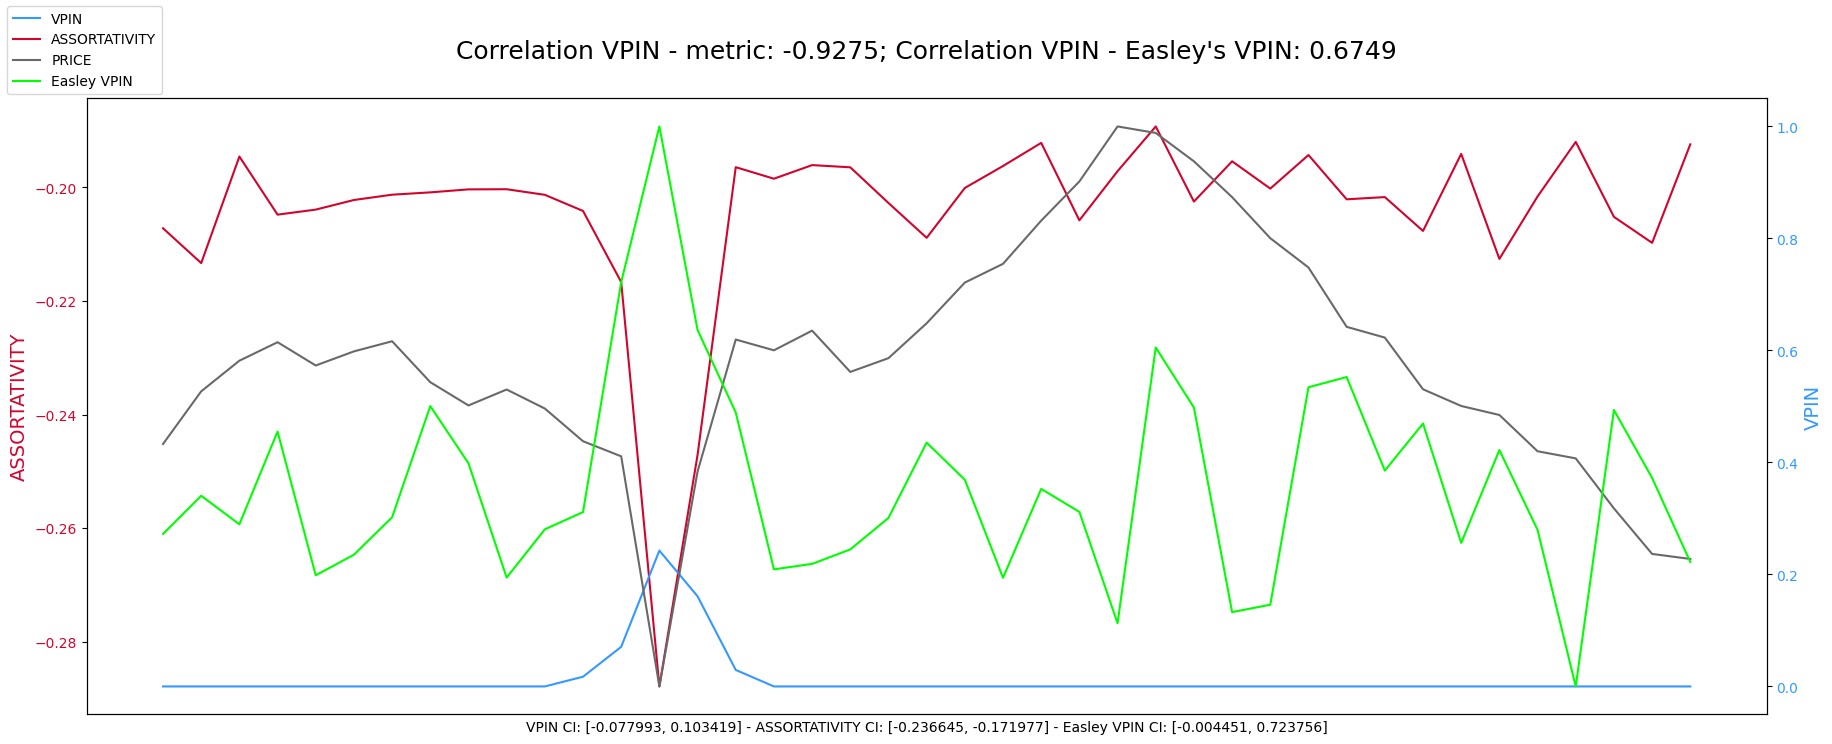 VPIN
ASSORTATIVITY
PRICE
Easley VPIN
Correlation VPIN - metric: -0.9275; Correlation VPIN - Easley's VPIN: 0.6749
ASSORTATIVITY
−0.20
−0.22
−0.24
−0.26
−0.28
1.0
0.8
0.6
0.4
0.2
0.0
VPIN
VPIN CI: [-0.077993, 0.103419] - ASSORTATIVITY CI: [-0.236645, -0.171977] - Easley VPIN CI: [-0.004451, 0.723756]